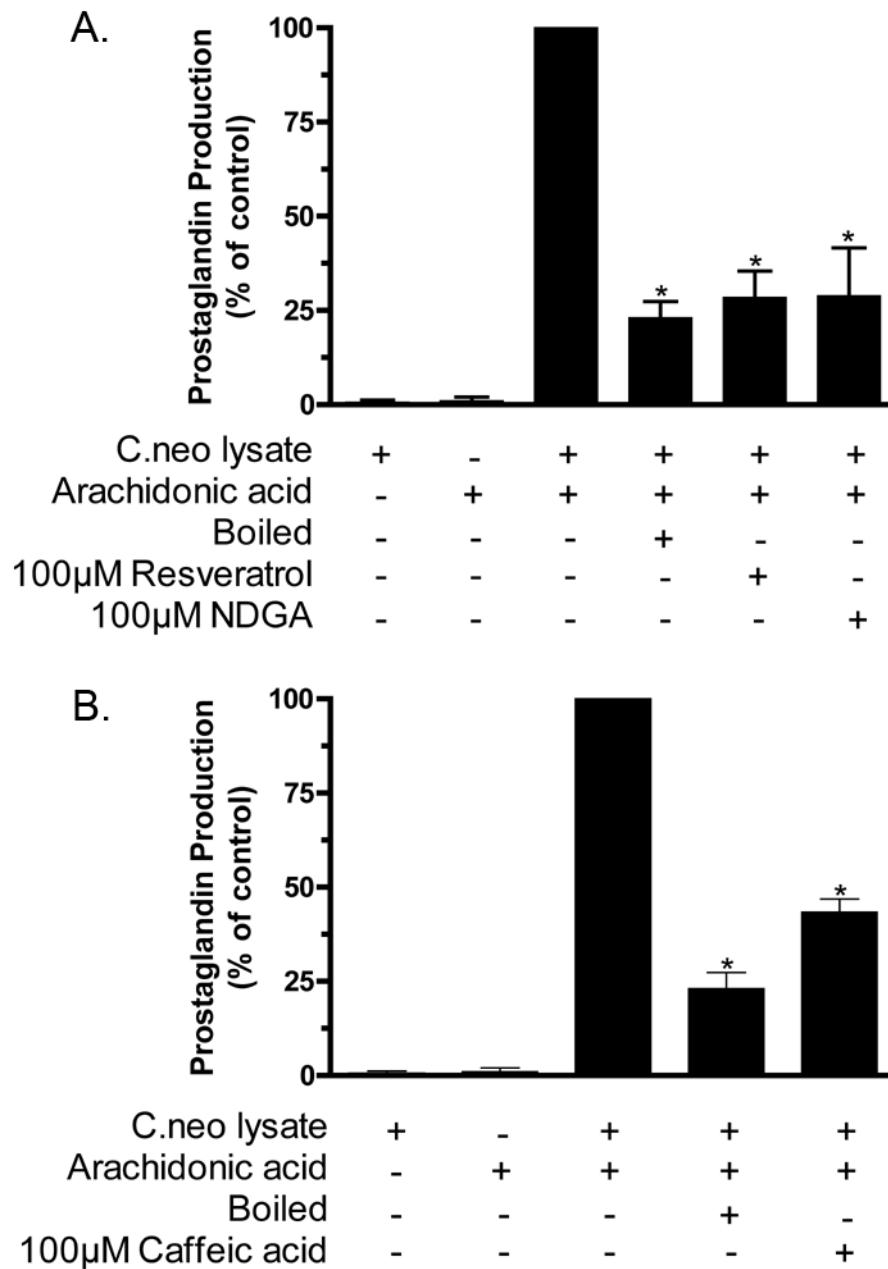 A.
Prostaglandin Production
(% of control)
100
75
50
25
0
* * *
C.neo lysate + - + + + +
Arachidonic acid - + + + + +
Boiled - - - + - -
100µM Resveratrol - - - - + -
100µM NDGA - - - - - +
B.
Prostaglandin Production
(% of control)
100
75
50
25
0
* *
C.neo lysate + - + + +
Arachidonic acid - + + + +
Boiled - - - + -
100µM Caffeic acid - - - - +